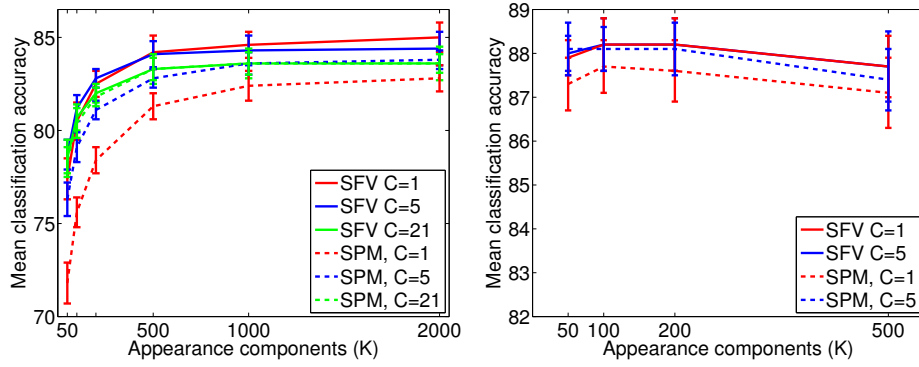 Mean classification accuracy
85
80
75
70
50
500
1000
2000
Appearance components (K)
SFV C=1
SFV C=5
SFV C=21
SPM, C=1
SPM, C=5
SPM, C=21
Mean classification accuracy
89
88
87
86
85
84
83
82
50
100
200
500
Appearance components (K)
SFV C=1
SFV C=5
SPM, C=1
SPM, C=5